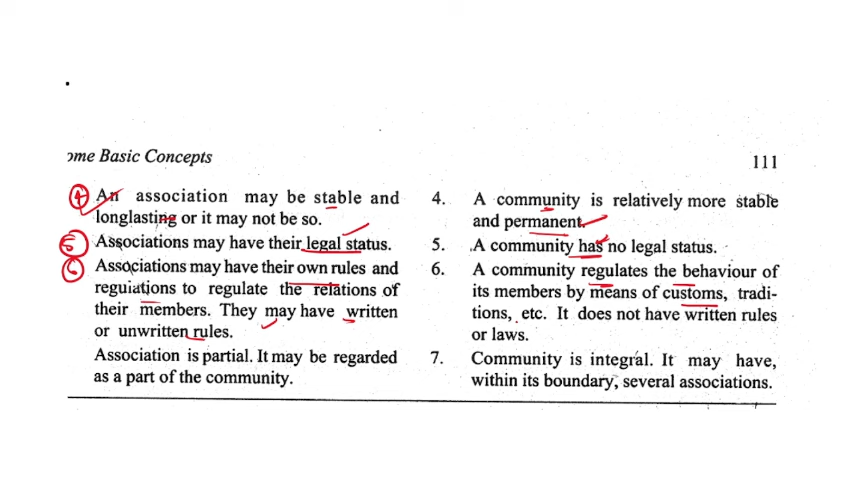 ome Basic Concepts
111
4 An association may be stable and
longlasting or it may not be so.
5 Associations may have their legal status.
6 Associations may have their own rules and
regulations to regulate the relations of
their members. They may have written
or unwritten rules.
Association is partial. It may be regarded
as a part of the community.
4. A community is relatively more stable
and permanent.
5. A community has no legal status.
6. A community regulates the behaviour of
its members by means of customs, tradi-
tions, etc. It does not have written rules
or laws.
7. Community is integral. It may have,
within its boundary, several associations.